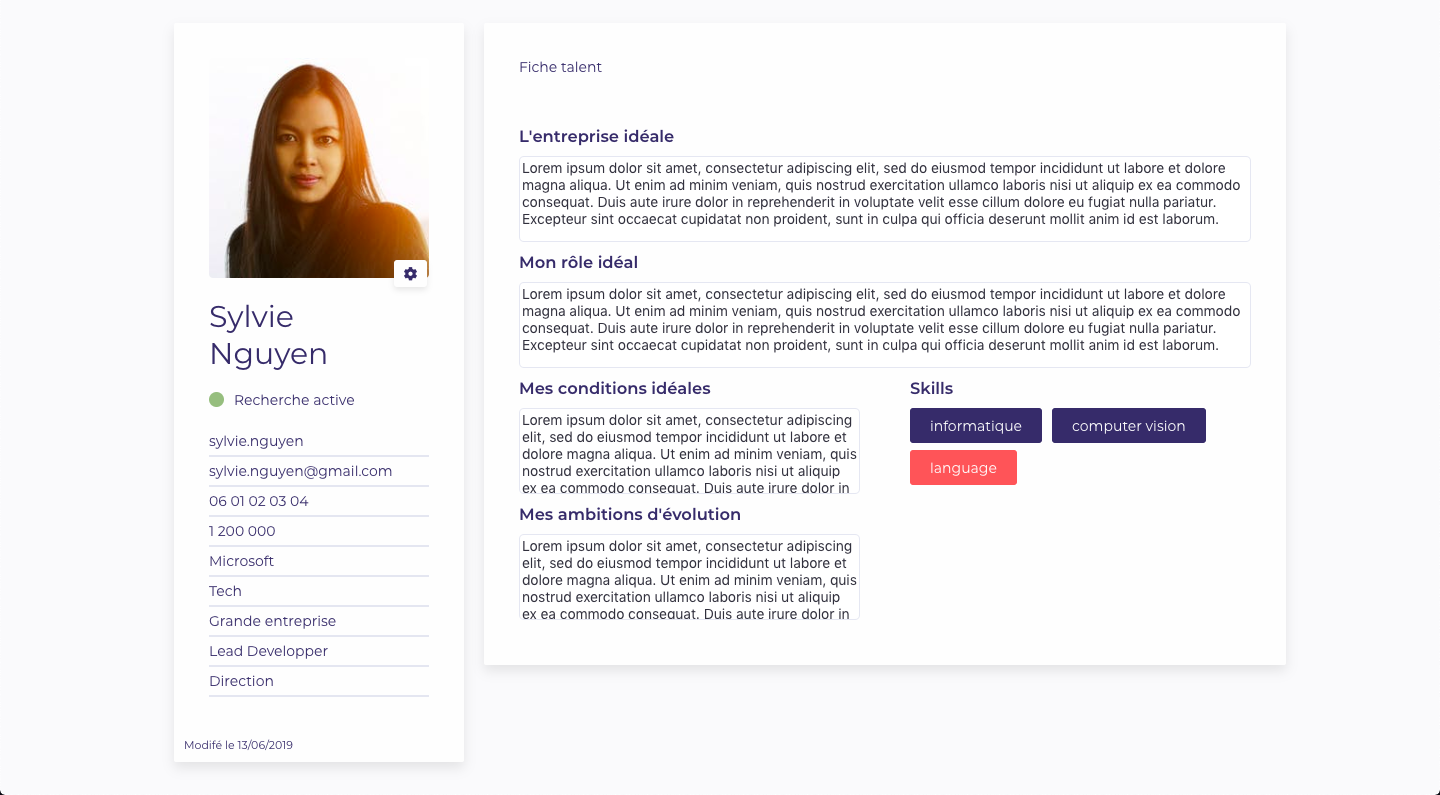 Sylvie
Nguyen
Recherche active
sylvie.nguyen
sylvie.nguyen@gmail.com
06 01 02 03 04
1 200 000
Microsoft
Tech
Grande entreprise
Lead Developper
Direction
Modifé le 13/06/2019
Fiche talent
L'entreprise idéale
Lorem ipsum dolor sit amet, consectetur adipiscing elit, sed do eiusmod tempor incididunt ut labore et dolore
magna aliqua. Ut enim ad minim veniam, quis nostrud exercitation ullamco laboris nisi ut aliquip ex ea commodo
consequat. Duis aute irure dolor in reprehenderit in voluptate velit esse cillum dolore eu fugiat nulla pariatur.
Excepteur sint occaecat cupidatat non proident, sunt in culpa qui officia deserunt mollit anim id est laborum.
Mon rôle idéal
Lorem ipsum dolor sit amet, consectetur adipiscing elit, sed do eiusmod tempor incididunt ut labore et dolore
magna aliqua. Ut enim ad minim veniam, quis nostrud exercitation ullamco laboris nisi ut aliquip ex ea commodo
consequat. Duis aute irure dolor in reprehenderit in voluptate velit esse cillum dolore eu fugiat nulla pariatur.
Excepteur sint occaecat cupidatat non proident, sunt in culpa qui officia deserunt mollit anim id est laborum.
Mes conditions idéales
Lorem ipsum dolor sit amet, consectetur adipiscing
elit, sed do eiusmod tempor incididunt ut labore et
dolore magna aliqua. Ut enim ad minim veniam, quis
nostrud exercitation ullamco laboris nisi ut aliquip
ex ea commodo consequat. Duis aute irure dolor in
Mes ambitions d'évolution
Lorem ipsum dolor sit amet, consectetur adipiscing
elit, sed do eiusmod tempor incididunt ut labore et
dolore magna aliqua. Ut enim ad minim veniam, quis
nostrud exercitation ullamco laboris nisi ut aliquip
ex ea commodo consequat. Duis aute irure dolor in
Skills
informatique
computer vision
language